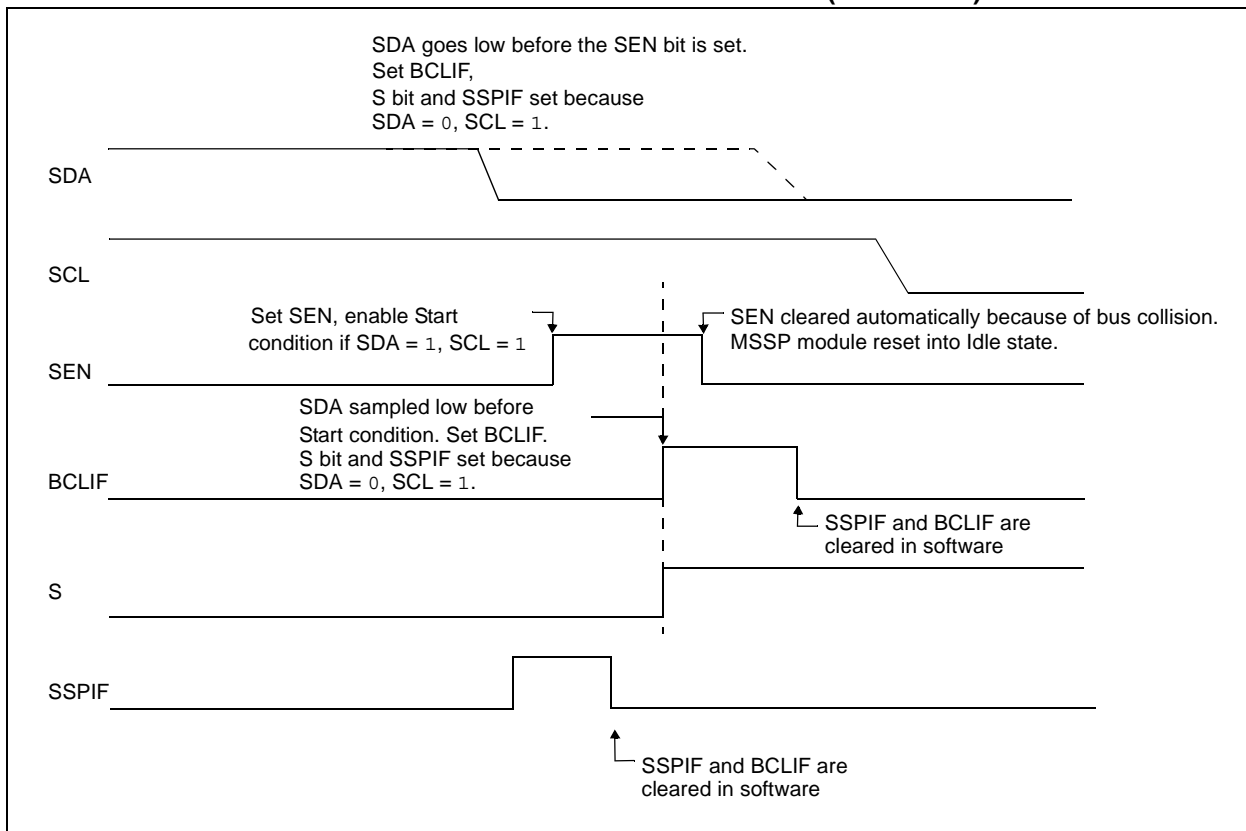 SDA goes low before the SEN bit is set.
Set BCLIF,
S bit and SSPIF set because
SDA = 0, SCL = 1.
SDA
SCL
Set SEN, enable Start
condition if SDA = 1, SCL = 1
SEN cleared automatically because of bus collision.
MSSP module reset into Idle state.
SEN
SDA sampled low before
Start condition. Set BCLIF.
S bit and SSPIF set because
SDA = 0, SCL = 1.
BCLIF
SSPIF and BCLIF are
cleared in software
S
SSPIF
SSPIF and BCLIF are
cleared in software